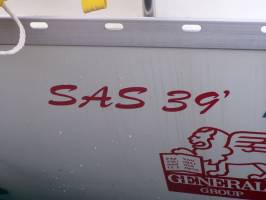 SAS 39'
GENERALI
GROUP